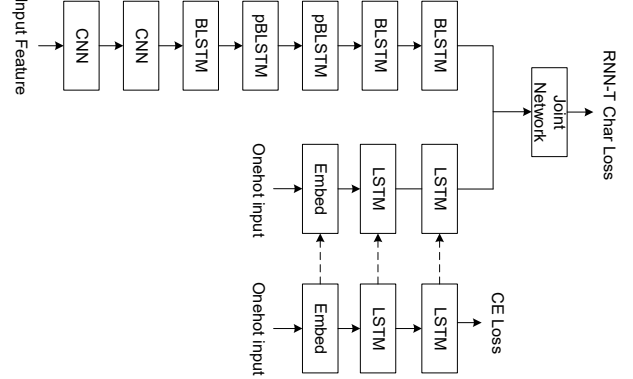 Input Feature
CNN
CNN
BLSTM
pBLSTM
pBLSTM
BLSTM
BLSTM
Joint
Network
RNN-T Char Loss
Onehot input
Embed
LSTM
LSTM
Onehot input
Embed
LSTM
LSTM
CE Loss